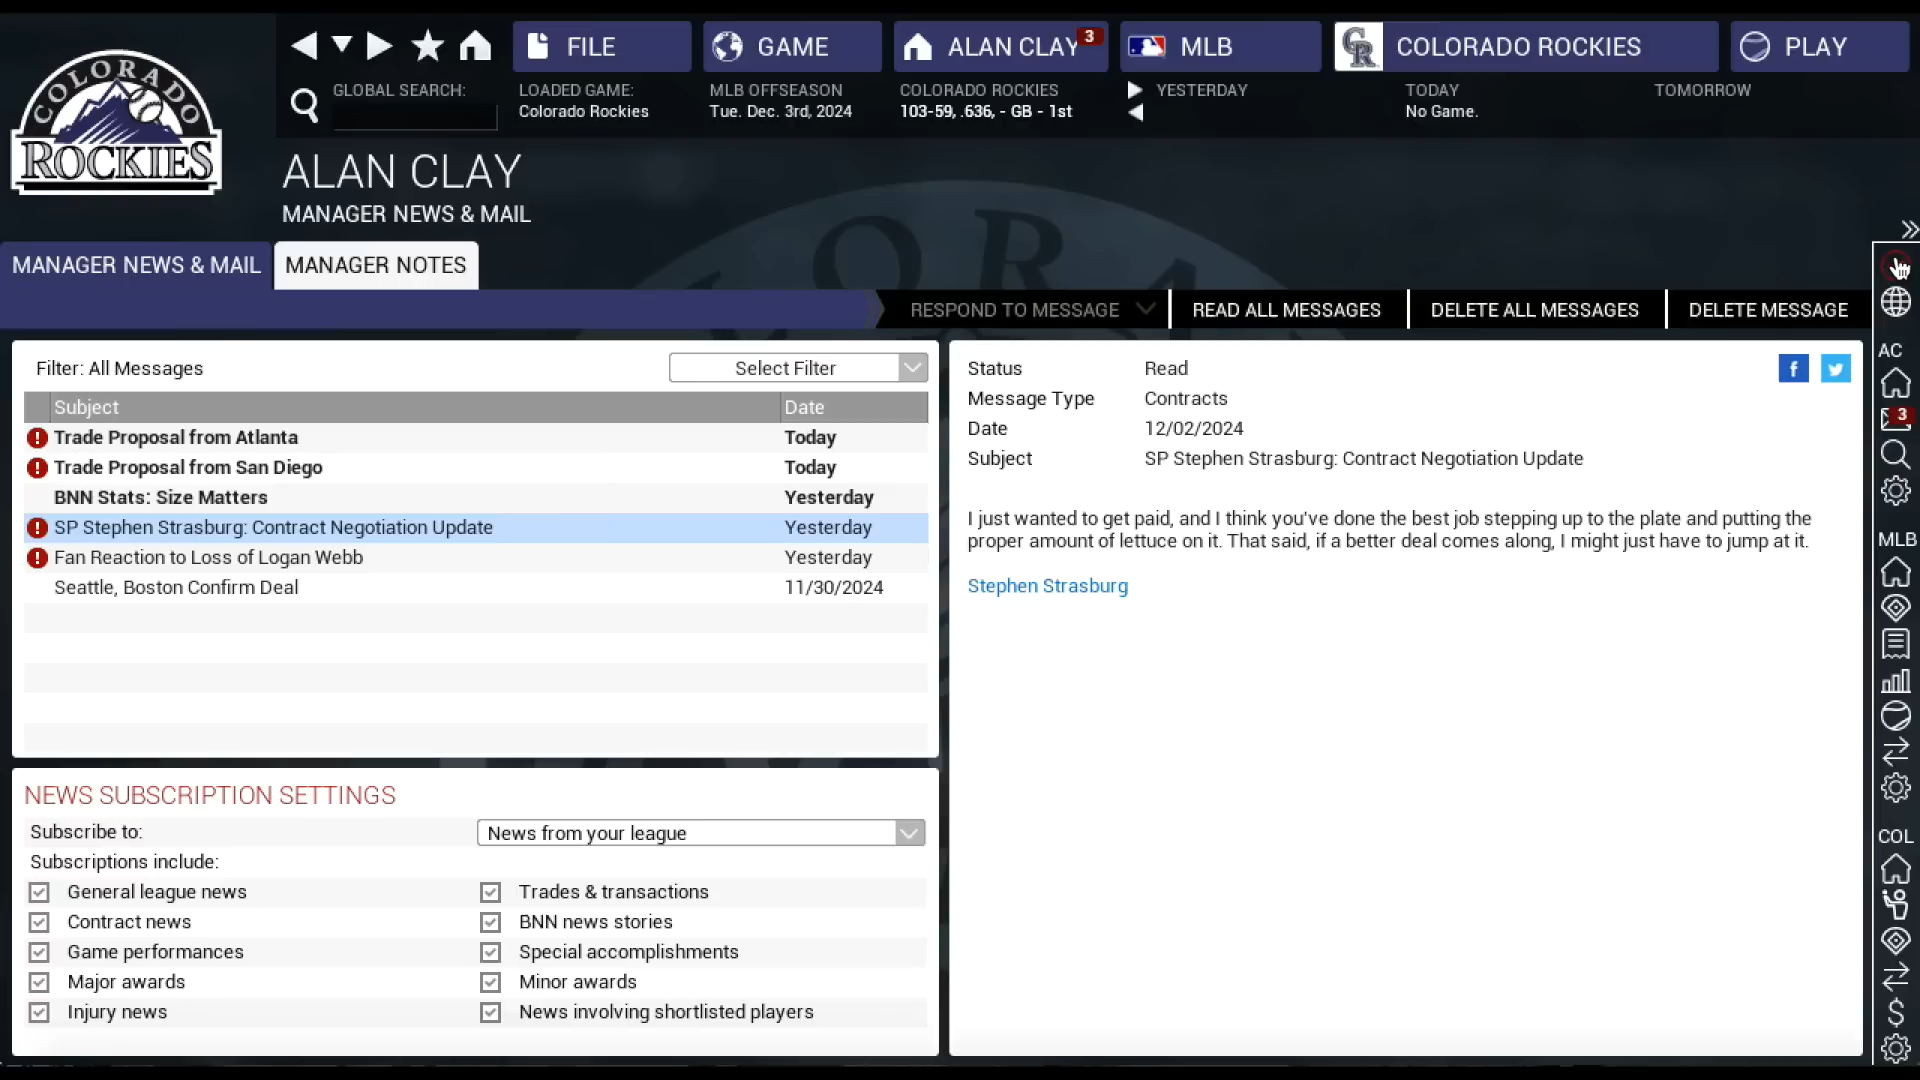 COLORADO
ROCKIES
FILE
GAME
ALAN CLAY
3
MLB
CR
COLORADO ROCKIES
PLAY
GLOBAL SEARCH:
LOADED GAME:
Colorado Rockies
MLB OFFSEASON
Tue. Dec. 3rd, 2024
COLORADO ROCKIES
103-59, .636, - GB - 1st
YESTERDAY
TODAY
No Game.
TOMORROW
ALAN CLAY
MANAGER NEWS & MAIL
MANAGER NEWS & MAIL
MANAGER NOTES
RESPOND TO MESSAGE
READ ALL MESSAGES
DELETE ALL MESSAGES
DELETE MESSAGE
Filter: All Messages
Select Filter
Subject Date
Trade Proposal from Atlanta Today
Trade Proposal from San Diego Today
BNN Stats: Size Matters Yesterday
SP Stephen Strasburg: Contract Negotiation Update Yesterday
Fan Reaction to Loss of Logan Webb Yesterday
Seattle, Boston Confirm Deal 11/30/2024
NEWS SUBSCRIPTION SETTINGS
Subscribe to: News from your league
Subscriptions include:
General league news Trades & transactions
Contract news BNN news stories
Game performances Special accomplishments
Major awards Minor awards
Injury news News involving shortlisted players
Status Read
Message Type Contracts
Date 12/02/2024
Subject SP Stephen Strasburg: Contract Negotiation Update
I just wanted to get paid, and I think you've done the best job stepping up to the plate and putting the
proper amount of lettuce on it. That said, if a better deal comes along, I might just have to jump at it.
Stephen Strasburg
AC
3
MLB
COL